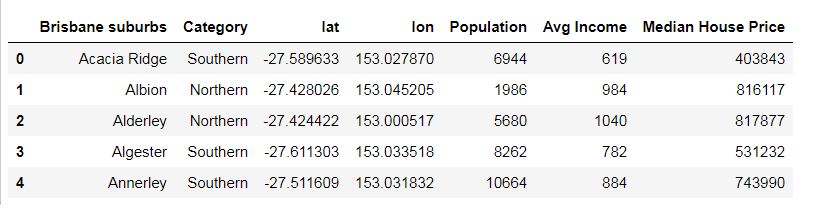 Brisbane suburbs Category lat lon Population Avg Income Median House Price
0 Acacia Ridge Southern -27.589633 153.027870 6944 619 403843
1 Albion Northern -27.428026 153.045205 1986 984 816117
2 Alderley Northern -27.424422 153.000517 5680 1040 817877
3 Algester Southern -27.611303 153.033518 8262 782 531232
4 Annerley Southern -27.511609 153.031832 10664 884 743990